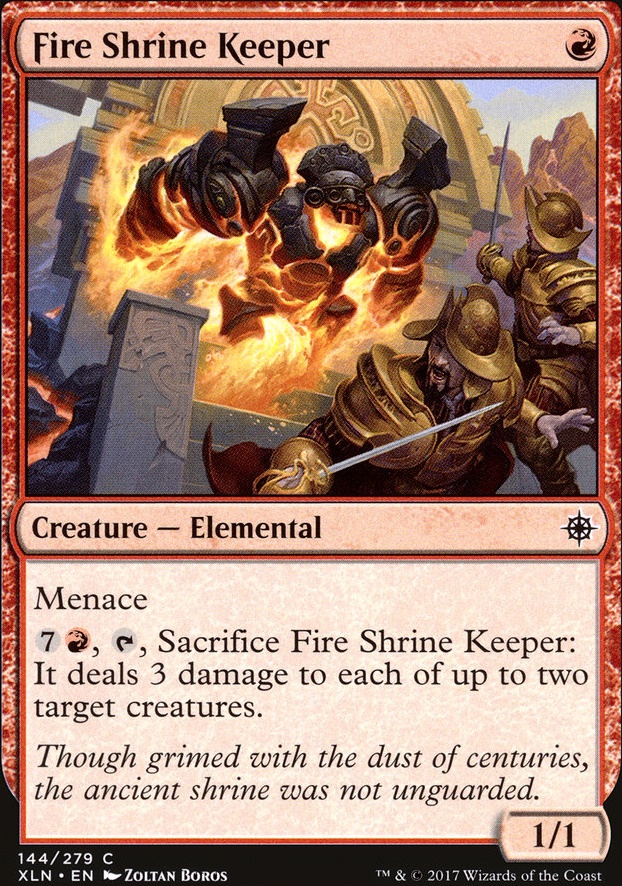 Fire Shrine Keeper
Creature — Elemental
Menace
7, , Sacrifice Fire Shrine Keeper:
It deals 3 damage to each of up to two
target creatures.
Though grimed with the dust of centuries,
the ancient shrine was not unguarded.
1/1
144/279 C
XLN • EN Zoltan Boros
™ & © 2017 Wizards of the Coast